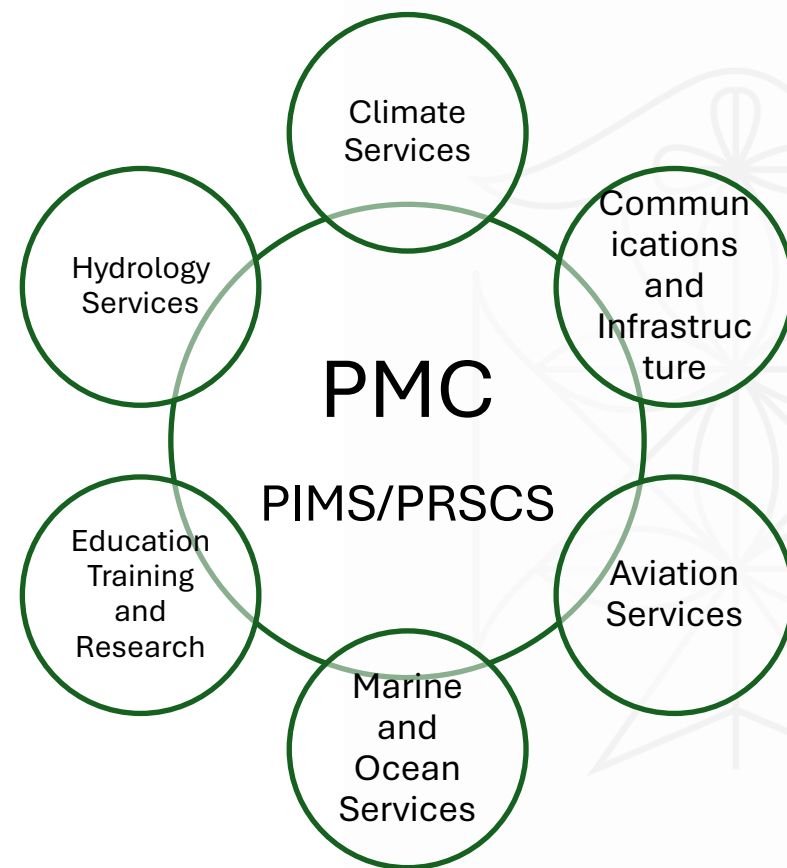 Climate
Services
Commun
ications
and
Infrastruc
ture
Hydrology
Services
PMC
PIMS/PRSCS
Education
Training
and
Research
Aviation
Services
Marine
and
Ocean
Services